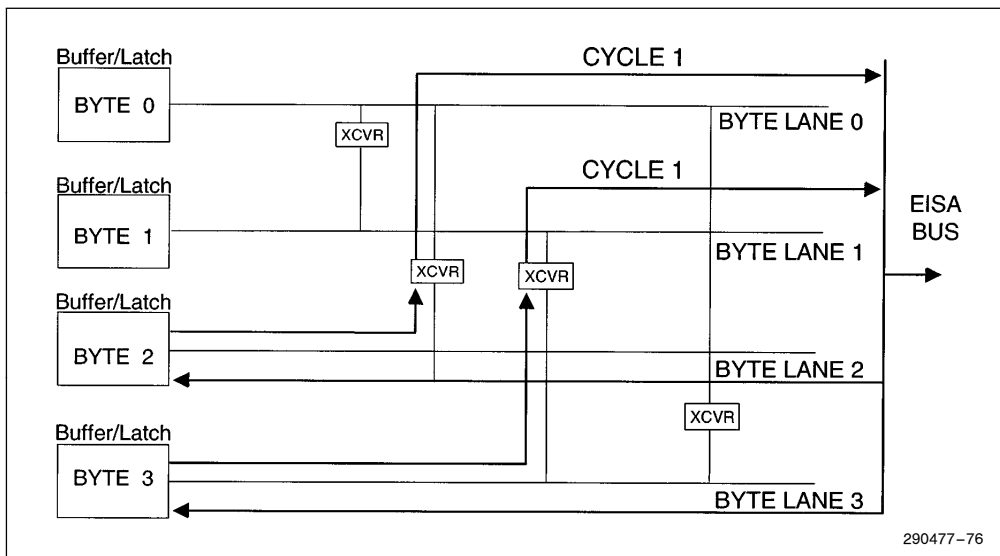 Buffer/Latch
BYTE 0
CYCLE 1
XCVR
BYTE LANE 0
Buffer/Latch
BYTE 1
CYCLE 1
BYTE LANE 1
EISA
BUS
XCVR
XCVR
Buffer/Latch
BYTE 2
BYTE LANE 2
XCVR
Buffer/Latch
BYTE 3
BYTE LANE 3
290477–76